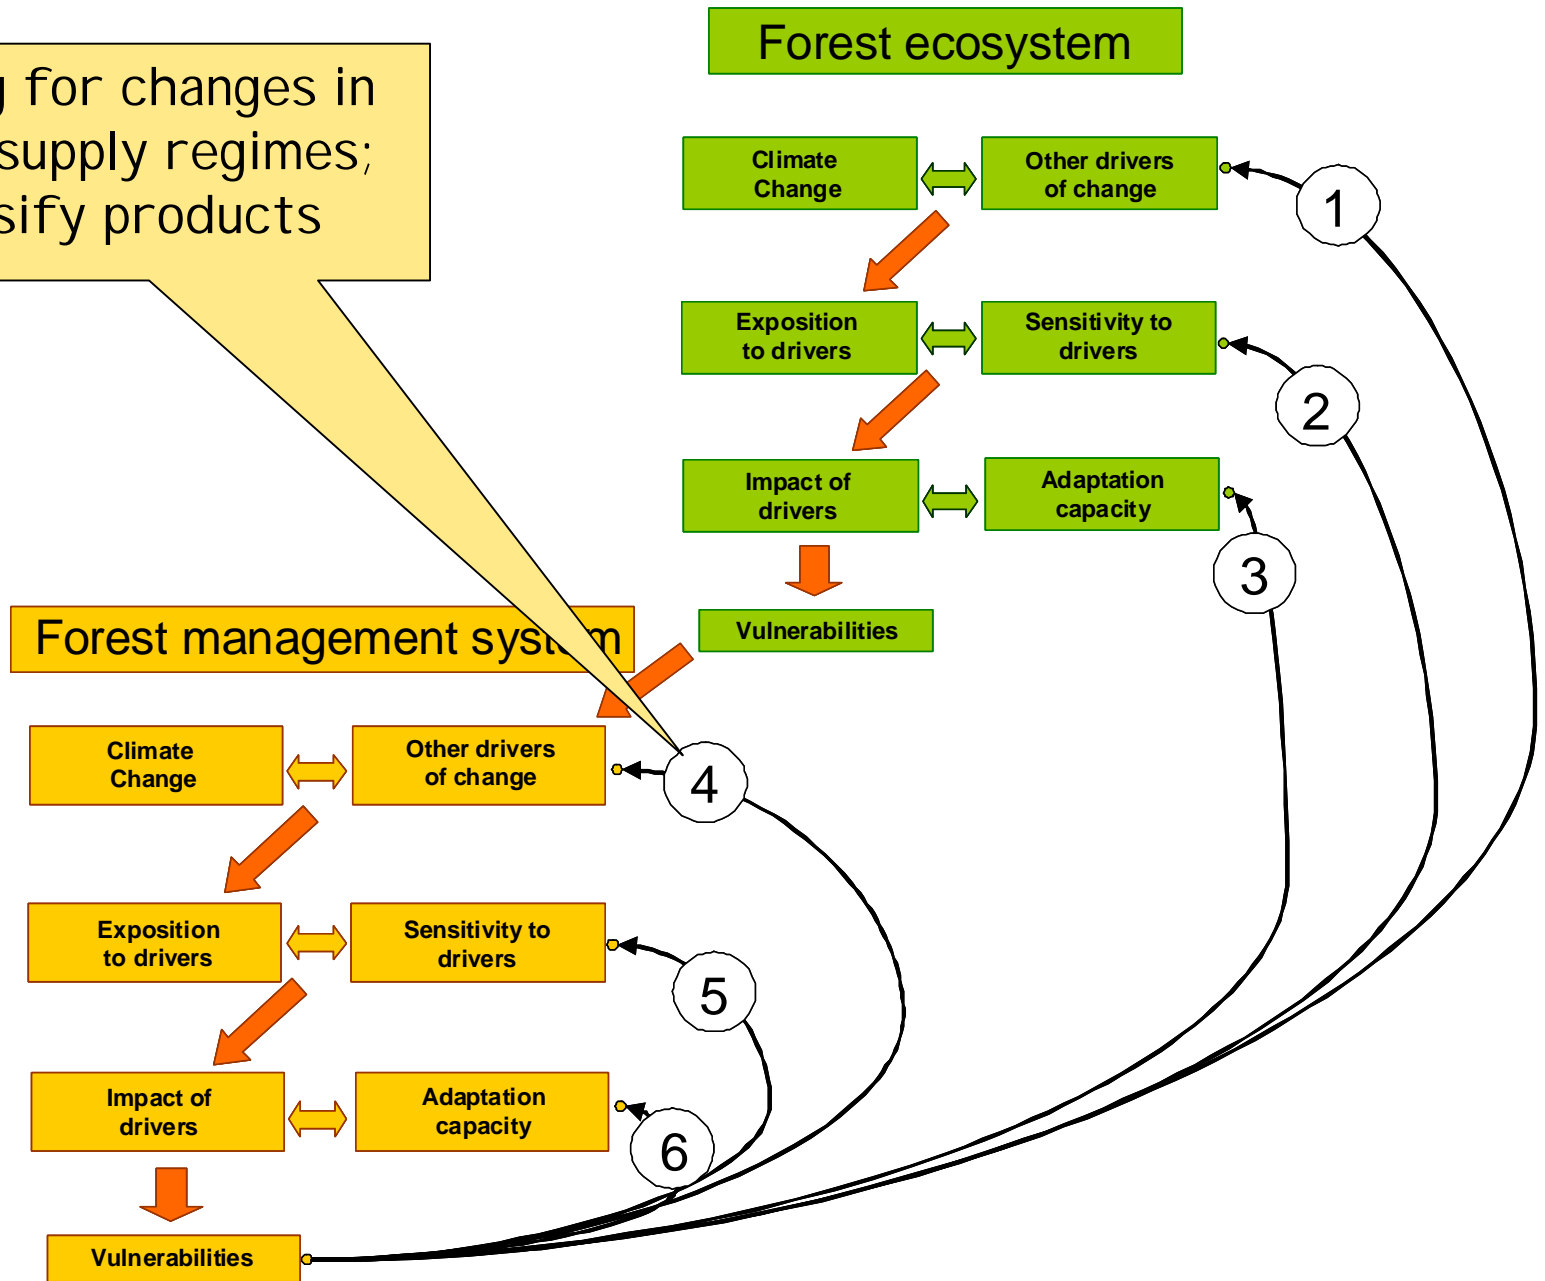 Forest ecosystem
for changes in
supply regimes;
products
Climate
Change
Other drivers
of change
1
Exposition
to drivers
Sensitivity to
drivers
2
Impact of
drivers
Adaptation
capacity
3
Vulnerabilities
Forest management
Climate
Change
Other drivers
of change
4
Exposition
to drivers
Sensitivity to
drivers
5
Impact of
drivers
Adaptation
capacity
6
Vulnerabilities